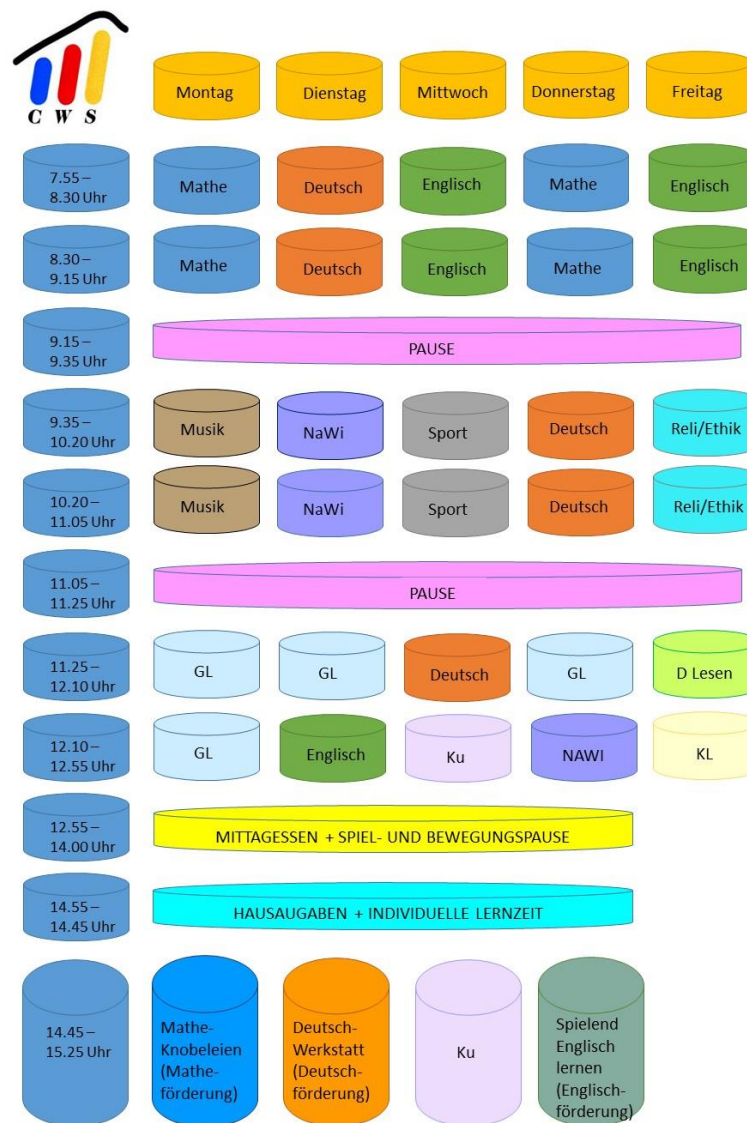 C W S
Montag
Dienstag
Mittwoch
Donnerstag
Freitag
7.55 –
8.30 Uhr
Mathe
Deutsch
Englisch
Mathe
Englisch
8.30 –
9.15 Uhr
Mathe
Deutsch
Englisch
Mathe
Englisch
9.15 –
9.35 Uhr
PAUSE
9.35 –
10.20 Uhr
Musik
NaWi
Sport
Deutsch
Reli/Ethik
10.20 –
11.05 Uhr
Musik
NaWi
Sport
Deutsch
Reli/Ethik
11.05 –
11.25 Uhr
PAUSE
11.25 –
12.10 Uhr
GL
GL
Deutsch
GL
D Lesen
12.10 –
12.55 Uhr
GL
Englisch
Ku
NAWI
KL
12.55 –
14.00 Uhr
MITTAGESSEN + SPIEL- UND BEWEGUNGSPAUSE
14.55 –
14.45 Uhr
HAUSAUGABEN + INDIVIDUELLE LERNZEIT
14.45 –
15.25 Uhr
Mathe-
Knobeleien
(Mathe-
förderung)
Deutsch-
Werkstatt
(Deutsch-
förderung)
Ku
Spielend
Englisch
lernen
(Englisch-
förderung)